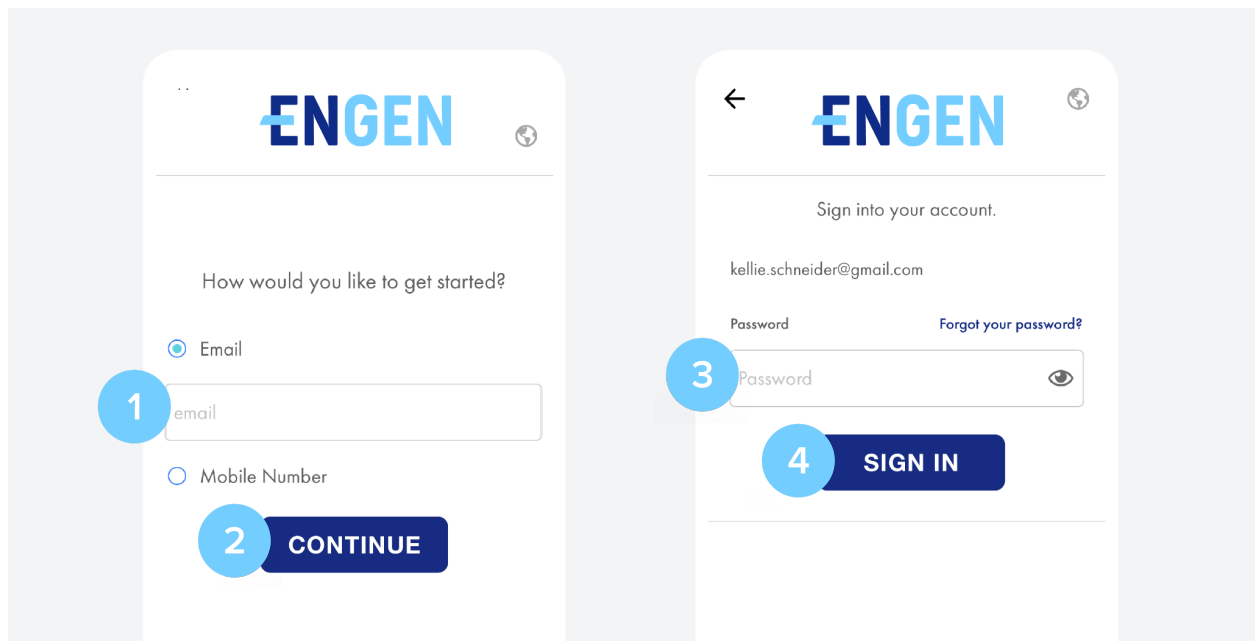 ENGEN
How would you like to get started?
Email
1
email
Mobile Number
2
CONTINUE
ENGEN
Sign into your account.
kellie.schneider@gmail.com
Password
Forgot your password?
3
Password
4
SIGN IN